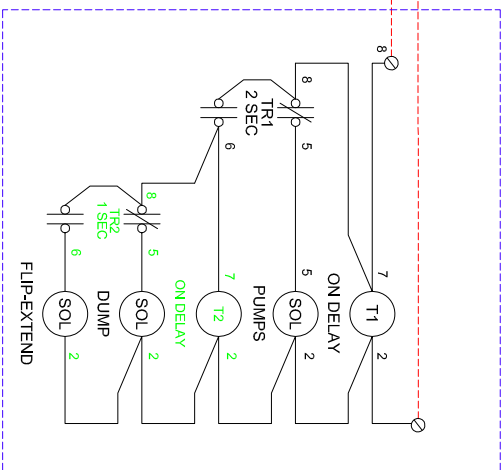 8
7 T1 2
ON DELAY
8 5 5 SOL 2
TR1
2 SEC
PUMPS
6 7 T2 2
ON DELAY
8 5 SOL 2
TR2
1 SEC
DUMP
6 SOL 2
FLIP-EXTEND